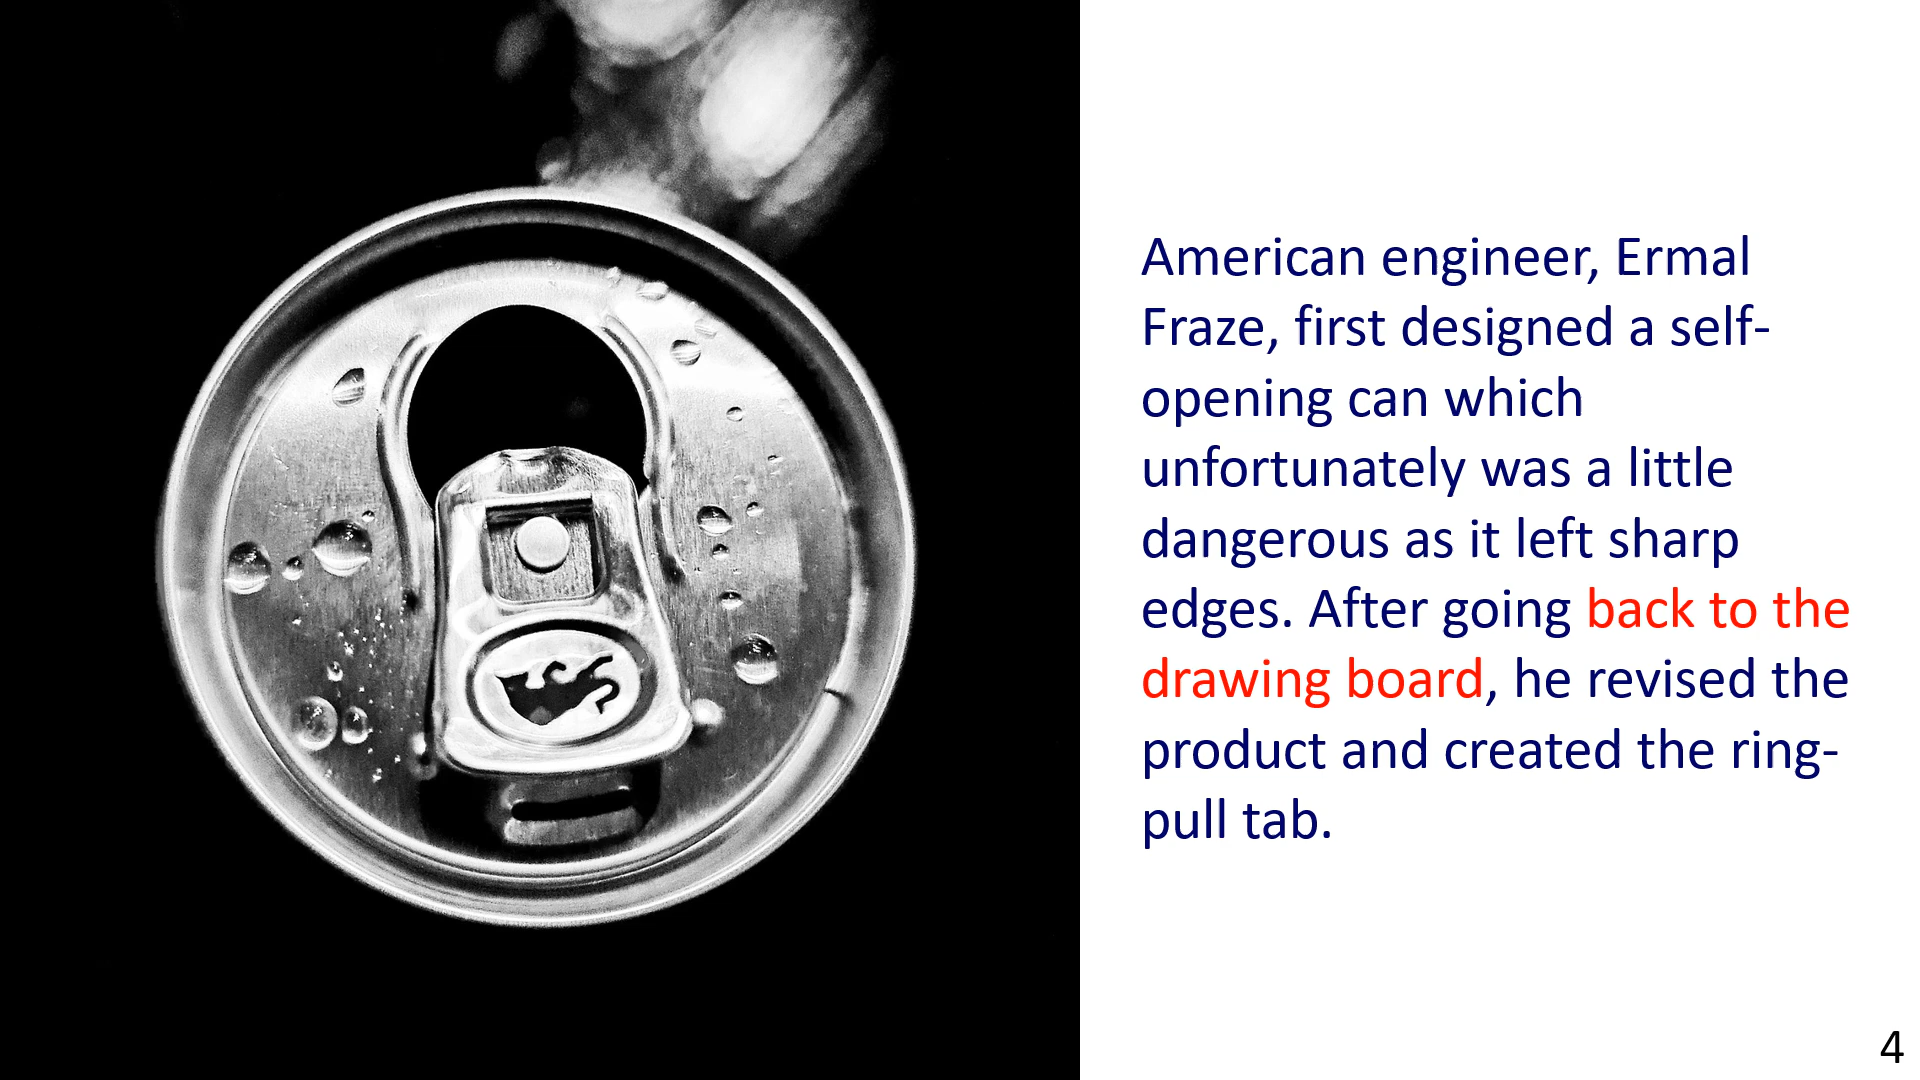 American engineer, Ermal
Fraze, first designed a self-
opening can which
unfortunately was a little
dangerous as it left sharp
edges. After going back to the
drawing board, he revised the
product and created the ring-
pull tab.
4